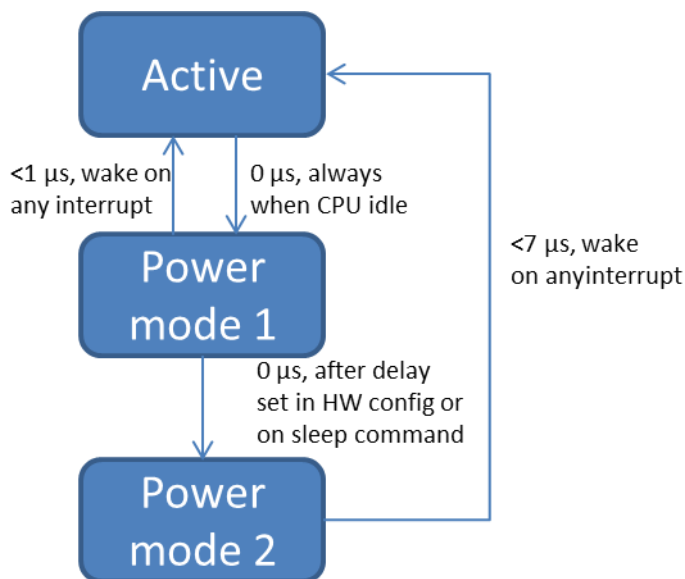 Active
<1 µs, wake on
any interrupt
0 µs, always
when CPU idle
<7 µs, wake
on anyinterrupt
Power
mode 1
0 µs, after delay
set in HW config or
on sleep command
Power
mode 2